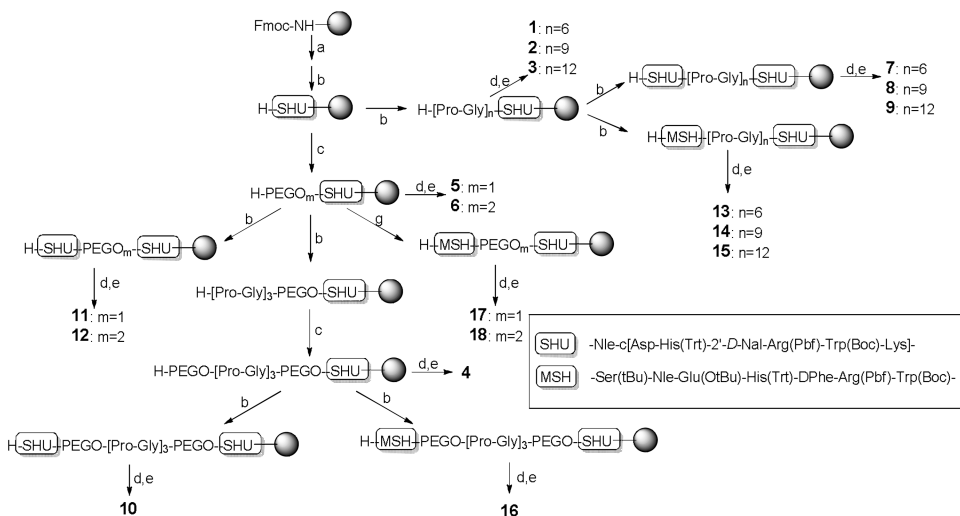 Fmoc-NH
a
b
H-SHU
b
H-[Pro-Gly]n-SHU
d,e
1: n=6
2: n=9
3: n=12
b
H-SHU-[Pro-Gly]n-SHU
d,e
7: n=6
8: n=9
9: n=12
b
H-MSH-[Pro-Gly]n-SHU
d,e
13: n=6
14: n=9
15: n=12
c
H-PEGOm-SHU
d,e
5: m=1
6: m=2
b
H-SHU-PEGOm-SHU
d,e
11: m=1
12: m=2
b
g
H-MSH-PEGOm-SHU
d,e
17: m=1
18: m=2
H-[Pro-Gly]3-PEGO-SHU
c
H-PEGO-[Pro-Gly]3-PEGO-SHU
d,e
4
b
b
H-SHU-PEGO-[Pro-Gly]3-PEGO-SHU
d,e
10
H-MSH-PEGO-[Pro-Gly]3-PEGO-SHU
d,e
16
SHU -Nle-c[Asp-His(Trt)-2'-D-Nal-Arg(Pbf)-Trp(Boc)-Lys]-
MSH -Ser(tBu)-Nle-Glu(OtBu)-His(Trt)-DPhe-Arg(Pbf)-Trp(Boc)-